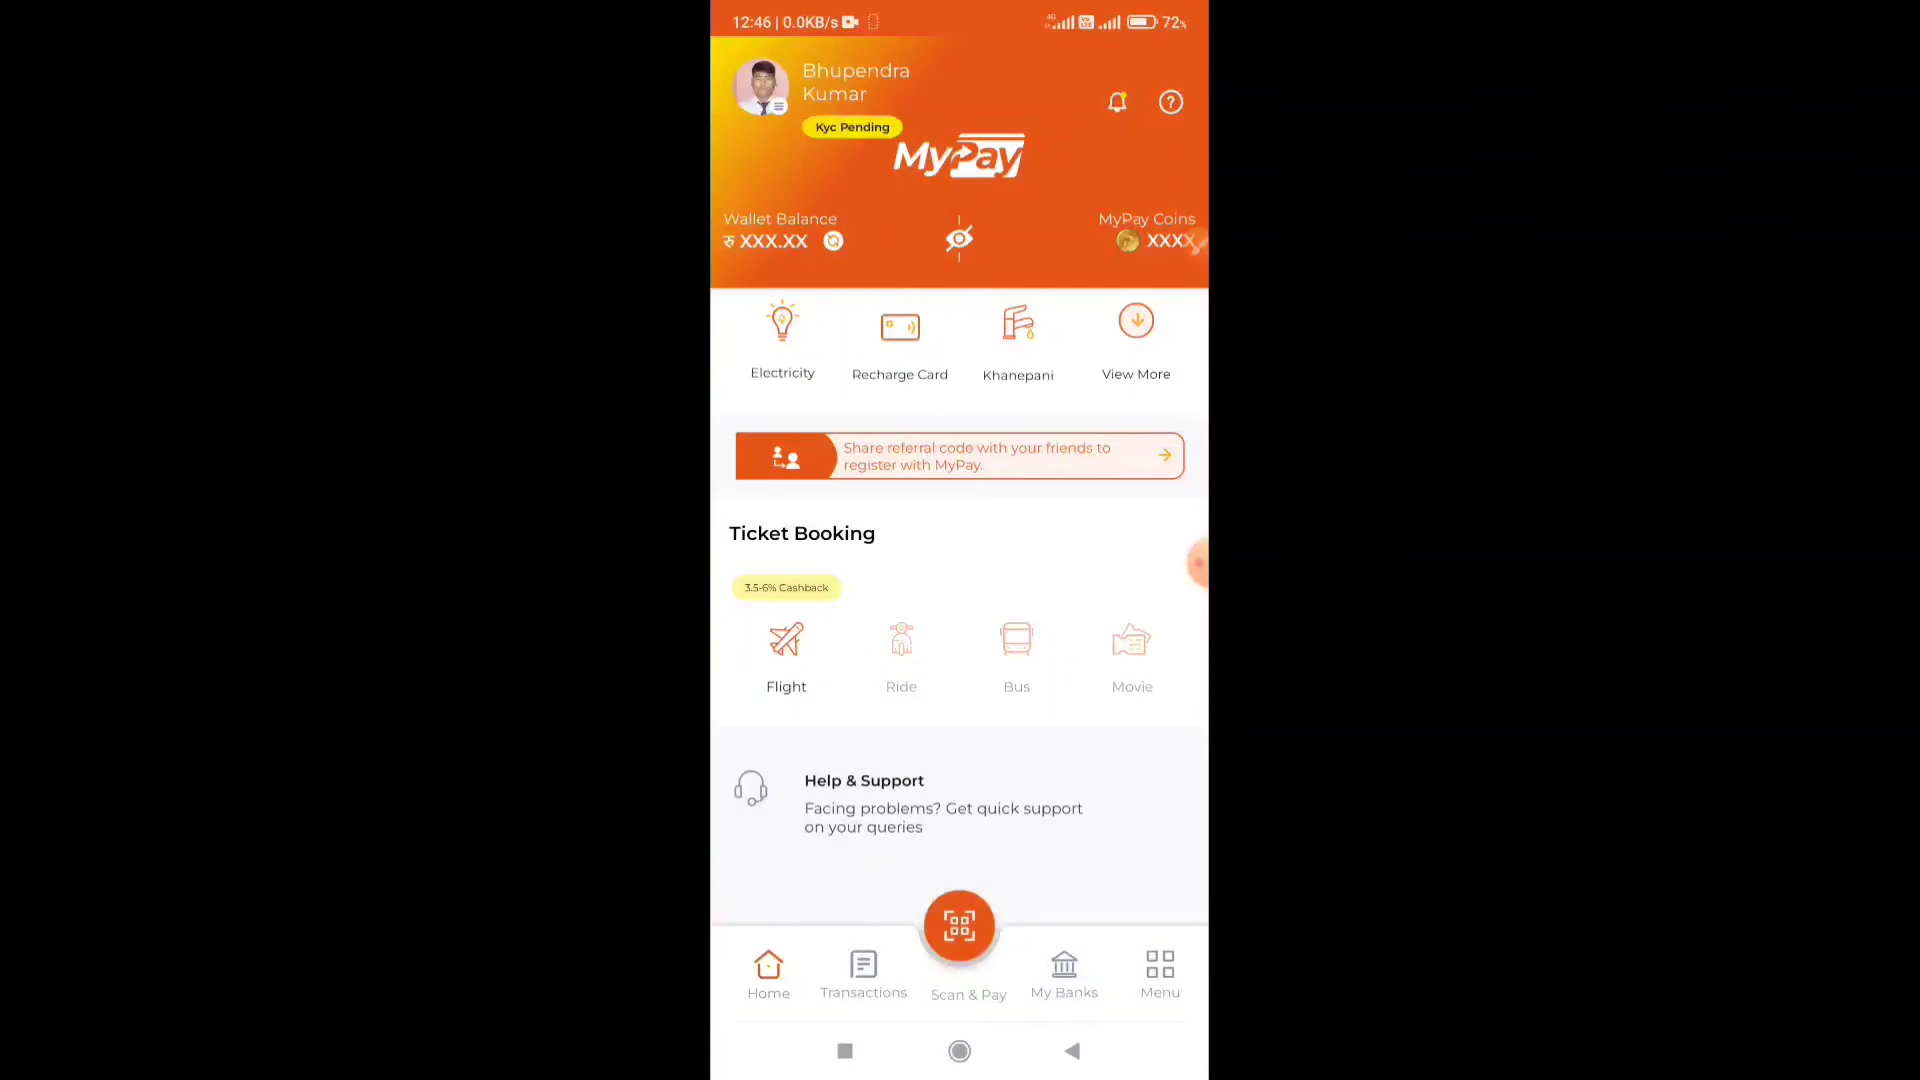 12:46 | 0.0KB/s
4G
Vo LTE
72%
Bhupendra
Kumar
Kyc Pending
MyPay
Wallet Balance
MyPay Coins
रु XXX.XX
XXXX
Electricity
Recharge Card
Khanepani
View More
Share referral code with your friends to
register with MyPay.
Ticket Booking
3.5-6% Cashback
Flight
Ride
Bus
Movie
Help & Support
Facing problems? Get quick support
on your queries
Home
Transactions
Scan & Pay
My Banks
Menu